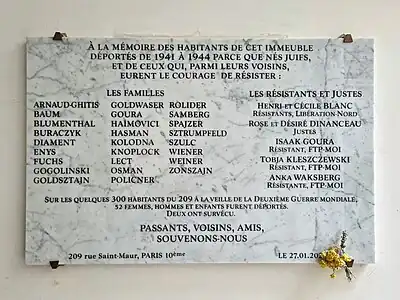 À LA MÉMOIRE DES HABITANTS DE CET IMMEUBLE
DÉPORTÉS DE 1941 À 1944 PARCE QUE NÉS JUIFS,
ET DE CEUX QUI, PARMI LEURS VOISINS,
EURENT LE COURAGE DE RÉSISTER :
LES FAMILLES
ARNAUD-GHITIS GOLDWASER ROLIDER
BAUM GOURA SAMBERG
BLUMENTHAL HAÏMOVICI SPAJZER
BURACZYK HASMAN SZTRUMPFELD
DIAMENT KOLODNA SZULC
ENYS KNOPLOCK WIENER
FUCHS LECT WEJNER
GOGOLINSKI OSMAN ZONSZAJN
GOLDSZTAJN POLICNER
LES RÉSISTANTS ET JUSTES
HENRI ET CÉCILE BLANC
RÉSISTANTS, LIBÉRATION-NORD
ROSE ET DÉSIRÉ DINANCEAU
JUSTES
ISAAK GOURA
RÉSISTANT, FTP-MOI
TOBJA KLESZCZEWSKI
RÉSISTANT, FTP-MOI
ANKA WAKSBERG
RÉSISTANTE, FTP-MOI
SUR LES QUELQUES 300 HABITANTS DU 209 À LA VEILLE DE LA DEUXIÈME GUERRE MONDIALE,
52 FEMMES, HOMMES ET ENFANTS FURENT DÉPORTÉS.
DEUX ONT SURVÉCU.
PASSANTS, VOISINS, AMIS,
SOUVENONS-NOUS
209 rue Saint-Maur, PARIS 10ème LE 27.01.20